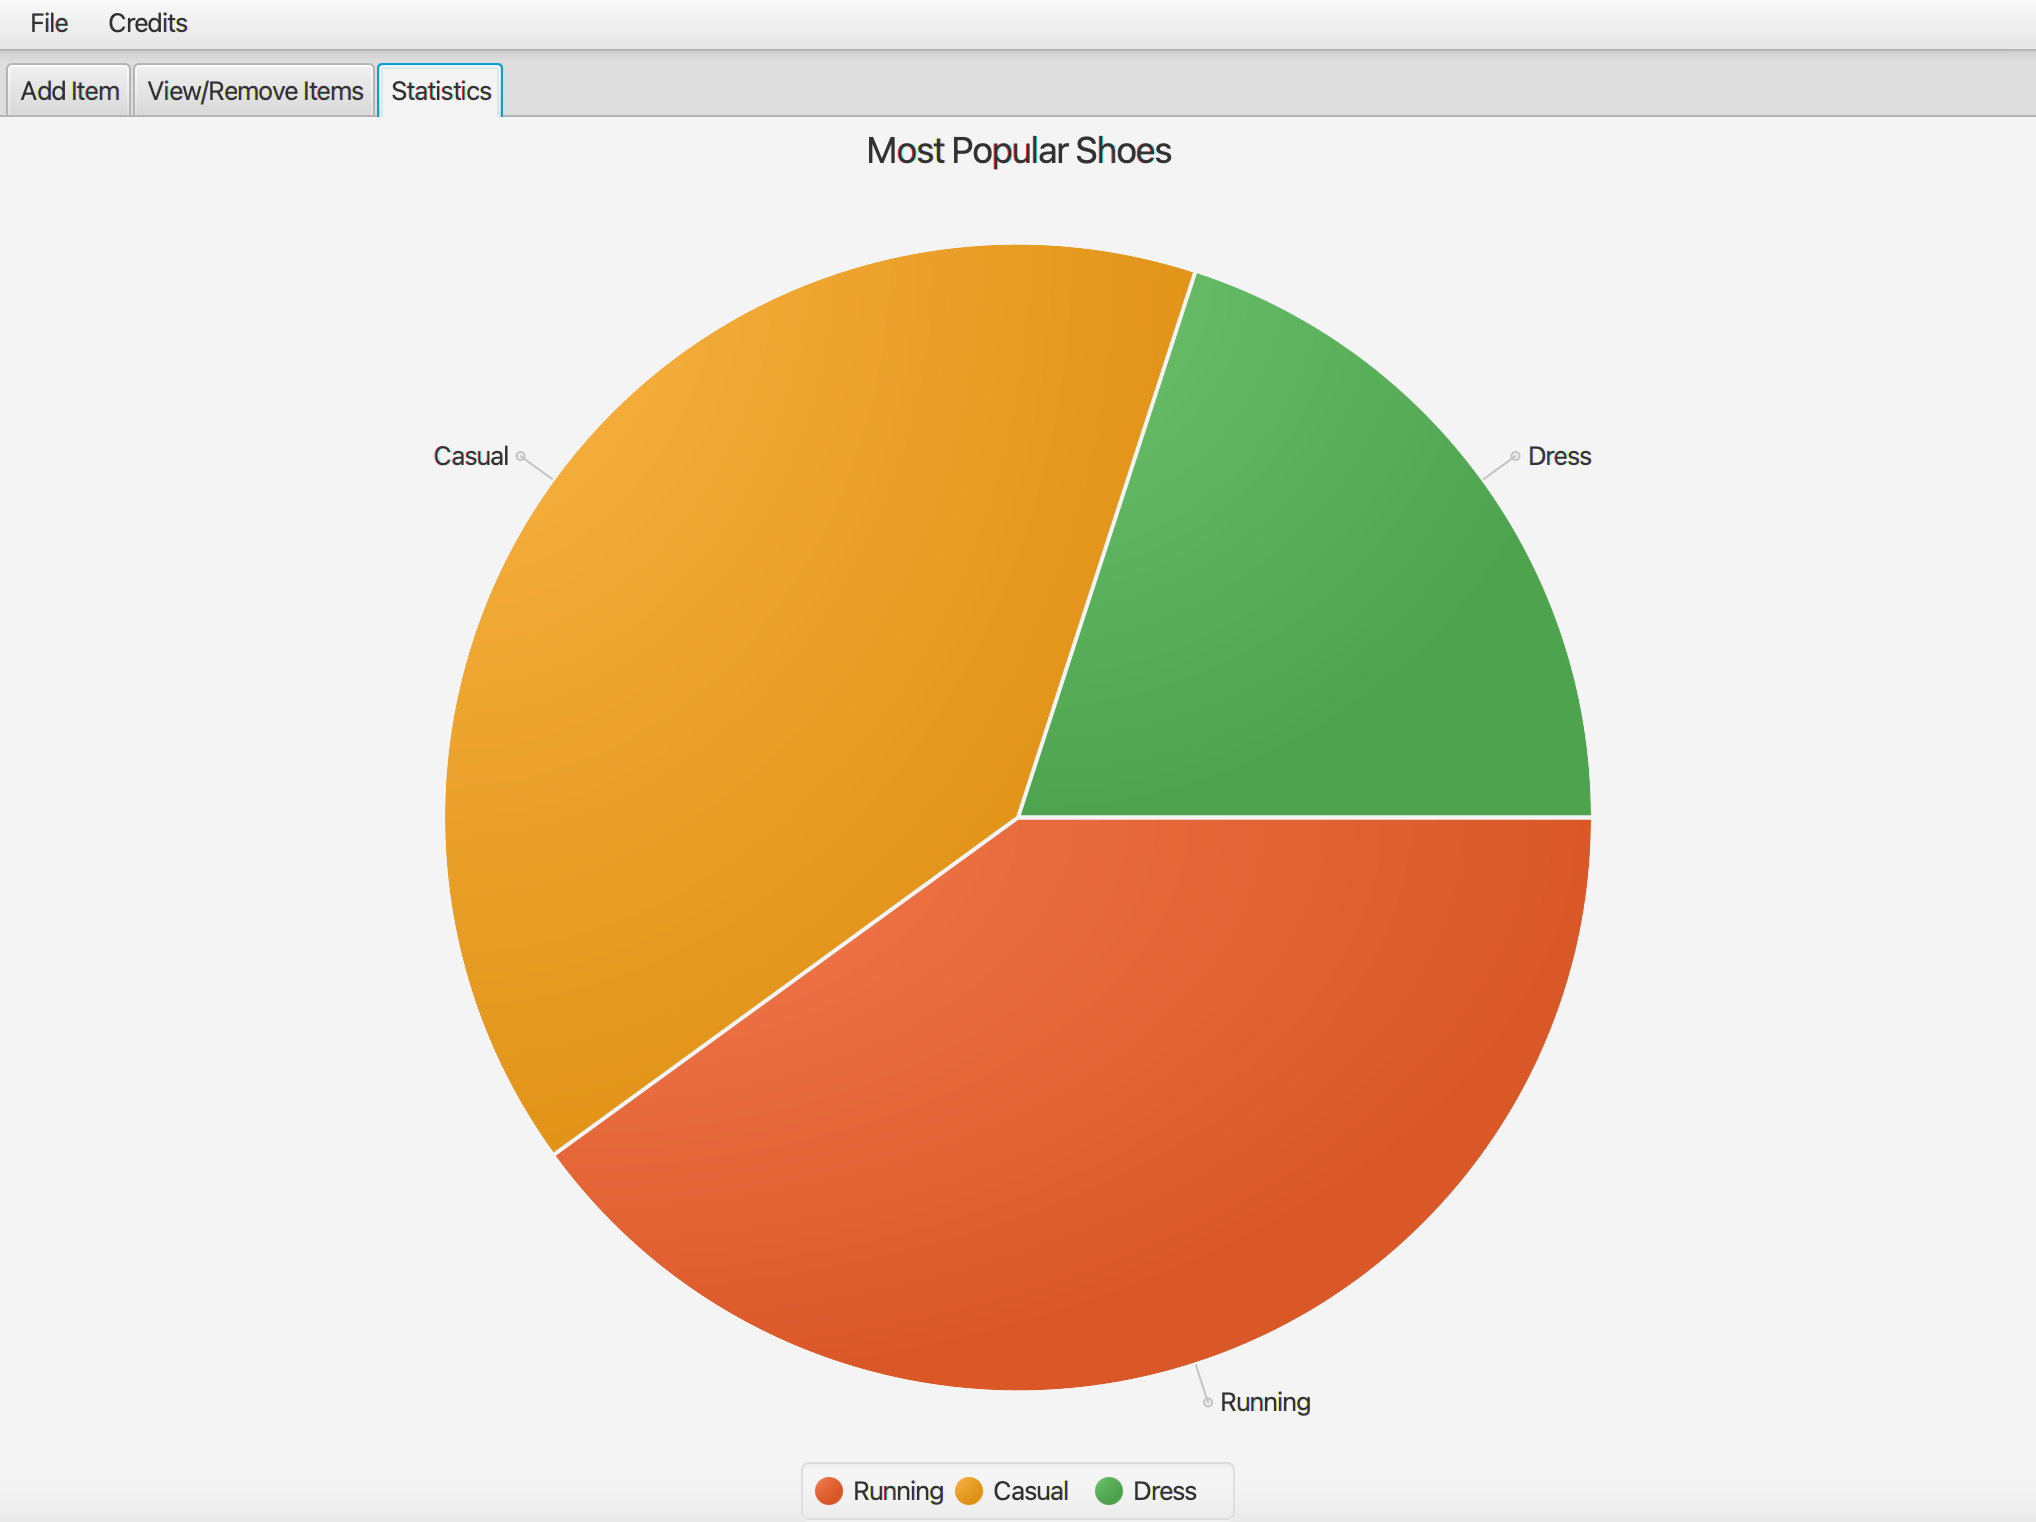 File Credits
Add Item View/Remove Items Statistics
Most Popular Shoes
Casual
Dress
Running
Running Casual Dress